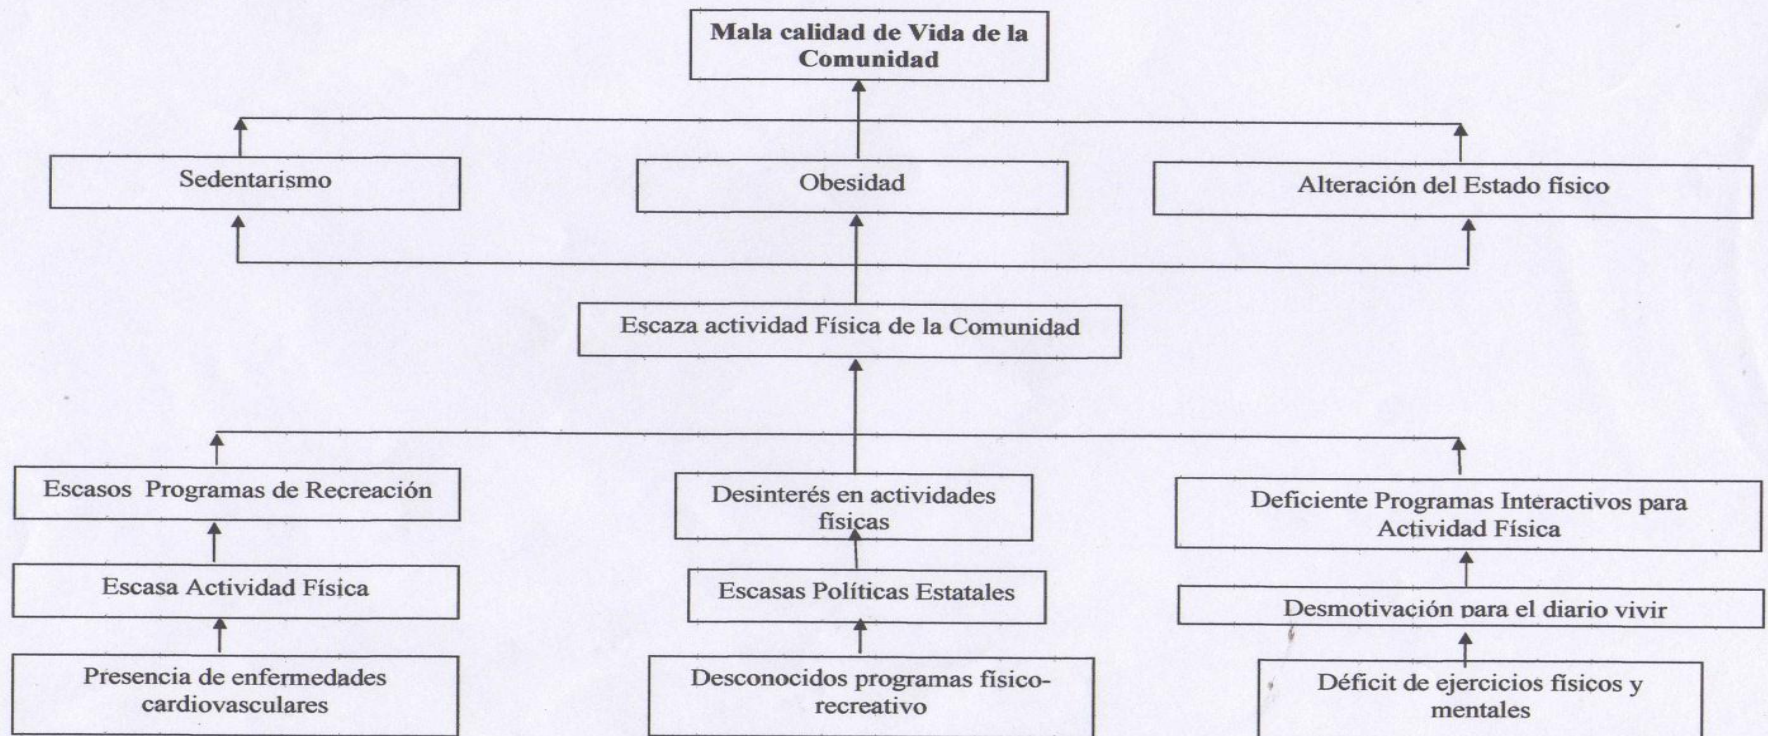 Mala calidad de Vida de la
Comunidad
Sedentarismo
Obesidad
Alteración del Estado físico
Escaza actividad Física de la Comunidad
Escasos Programas de Recreación
Desinterés en actividades
físicas
Deficiente Programas Interactivos para
Actividad Física
Escasa Actividad Física
Escasas Políticas Estatales
Desmotivación para el diario vivir
Presencia de enfermedades
cardiovasculares
Desconocidos programas físico-
recreativo
Déficit de ejercicios físicos y
mentales